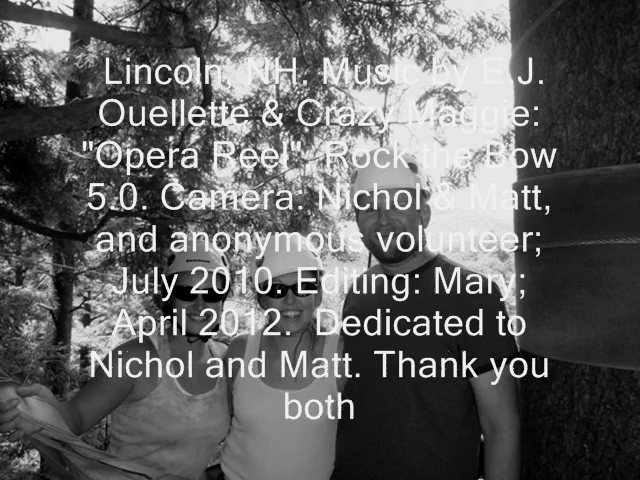 Lincoln, NH. Music by E.J.
Ouellette & Crazy Maggie:
"Opera Reel", Rock the Bow
5.0. Camera: Nichol & Matt,
and anonymous volunteer;
July 2010. Editing: Mary;
April 2012.  Dedicated to
Nichol and Matt. Thank you
both